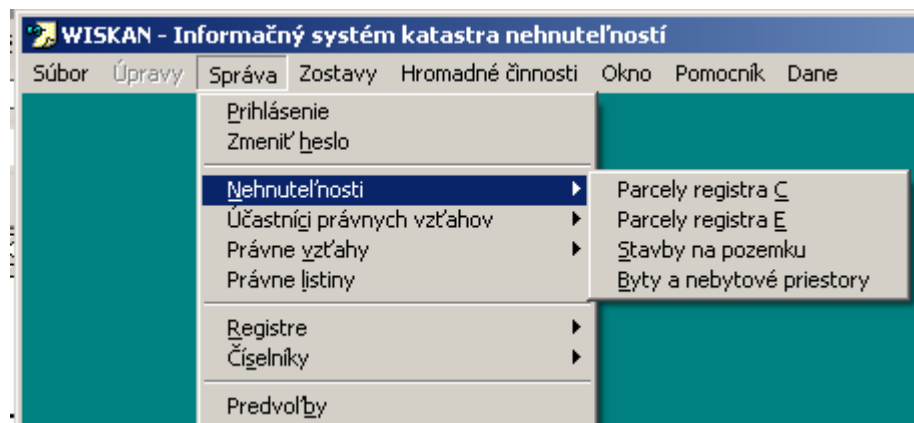 WISKAN - Informačný systém katastra nehnuteľností
Súbor Úpravy Správa Zostavy Hromadné činnosti Okno Pomocník Dane
Prihlásenie
Zmeniť heslo
Nehnuteľnosti
Účastníci právnych vzťahov
Právne vzťahy
Právne listiny
Registre
Číselníky
Predvoľby
Parcely registra C
Parcely registra E
Stavby na pozemku
Byty a nebytové priestory